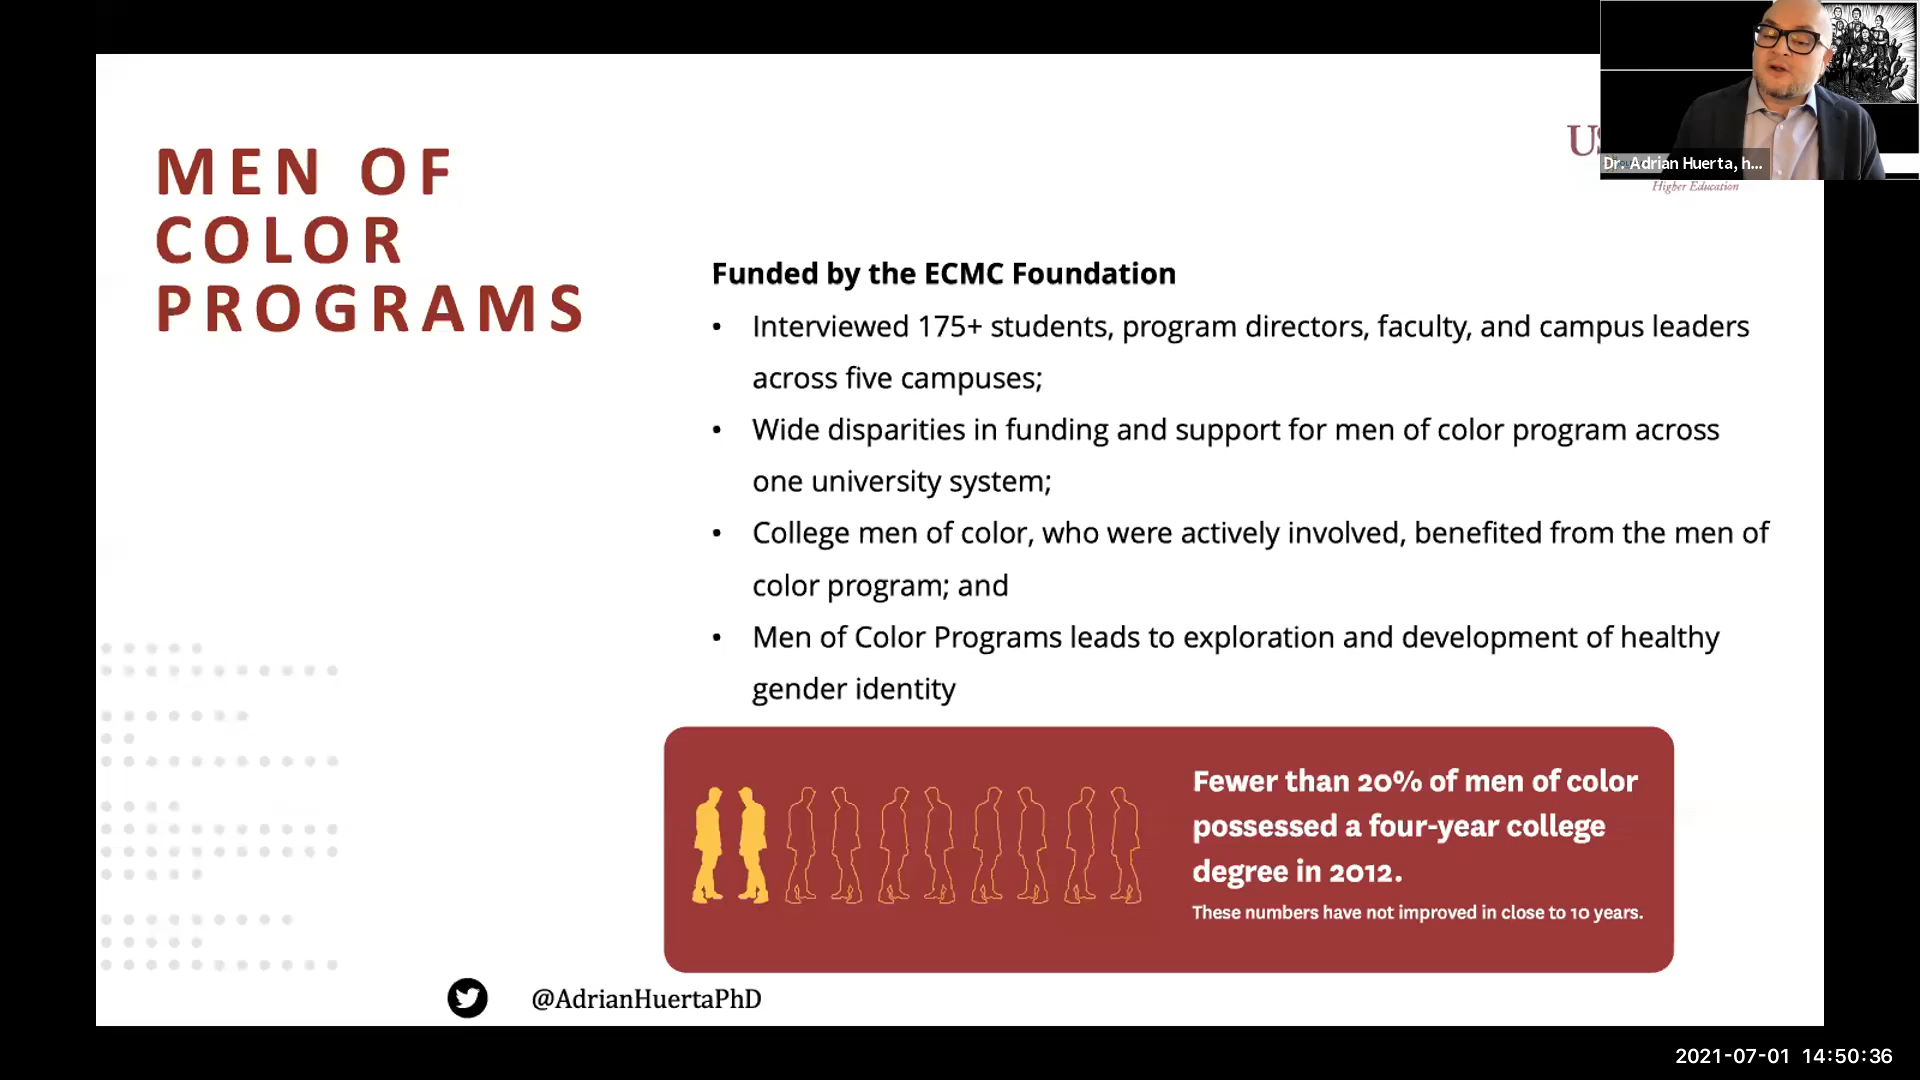 MEN OF
COLOR
PROGRAMS
Dr. Adrian Huerta, h...
Higher Education
Funded by the ECMC Foundation
• Interviewed 175+ students, program directors, faculty, and campus leaders
across five campuses;
• Wide disparities in funding and support for men of color program across
one university system;
• College men of color, who were actively involved, benefited from the men of
color program; and
• Men of Color Programs leads to exploration and development of healthy
gender identity
Fewer than 20% of men of color
possessed a four-year college
degree in 2012.
These numbers have not improved in close to 10 years.
@AdrianHuertaPhD
2021-07-01 14:50:36